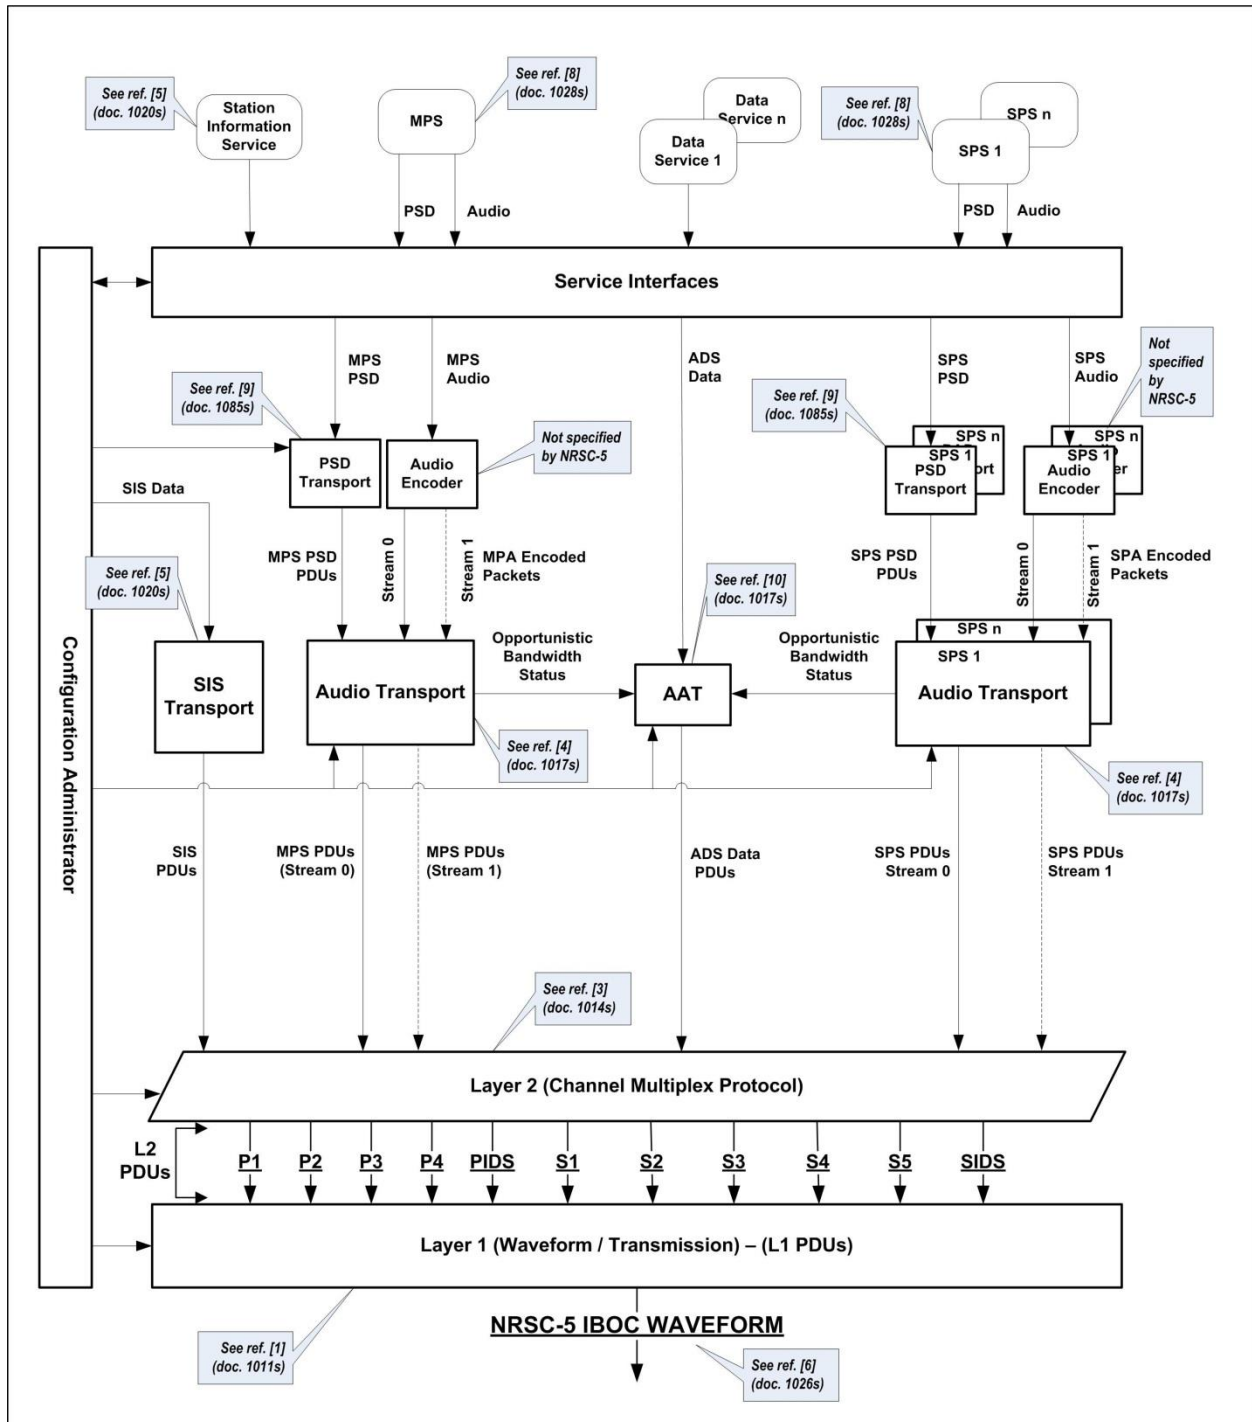 See ref. [5]
(doc. 1020s)
Station
Information
Service
MPS
See ref. [8]
(doc. 1028s)
Data
Service n
Data
Service 1
See ref. [8]
(doc. 1028s)
SPS n
SPS 1
PSD
Audio
PSD
Audio
Service Interfaces
Configuration Administrator
MPS
PSD
MPS
Audio
ADS
Data
SPS
PSD
SPS
Audio
Not
specified
by
NRSC-5
See ref. [9]
(doc. 1085s)
PSD
Transport
Audio
Encoder
Not specified
by NRSC-5
See ref. [9]
(doc. 1085s)
SPS n
SPS 1
PSD
Transport
SPS n
SPS 1
Audio
Encoder
SIS Data
MPS PSD
PDUs
Stream 0
Stream 1
MPA Encoded
Packets
SPS PSD
PDUs
Stream 0
Stream 1
SPA Encoded
Packets
See ref. [5]
(doc. 1020s)
See ref. [10]
(doc. 1017s)
SIS
Transport
Audio Transport
Opportunistic
Bandwidth
Status
AAT
Opportunistic
Bandwidth
Status
SPS n
SPS 1
Audio Transport
See ref. [4]
(doc. 1017s)
See ref. [4]
(doc. 1017s)
SIS
PDUs
MPS PDUs
(Stream 0)
MPS PDUs
(Stream 1)
ADS Data
PDUs
SPS PDUs
Stream 0
SPS PDUs
Stream 1
See ref. [3]
(doc. 1014s)
Layer 2 (Channel Multiplex Protocol)
L2
PDUs
P1
P2
P3
P4
PIDS
S1
S2
S3
S4
S5
SIDS
Layer 1 (Waveform / Transmission) – (L1 PDUs)
NRSC-5 IBOC WAVEFORM
See ref. [1]
(doc. 1011s)
See ref. [6]
(doc. 1026s)